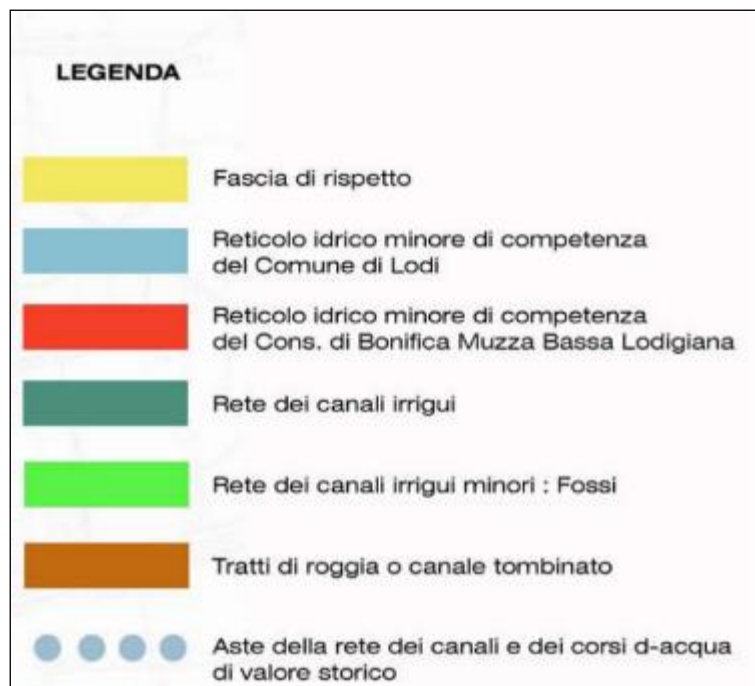 LEGENDA
Fascia di rispetto
Reticolo idrico minore di competenza
del Comune di Lodi
Reticolo idrico minore di competenza
del Cons. di Bonifica Muzza Bassa Lodigiana
Rete dei canali irrigui
Rete dei canali irrigui minori : Fossi
Tratti di roggia o canale tombinato
Aste della rete dei canali e dei corsi d-acqua
di valore storico